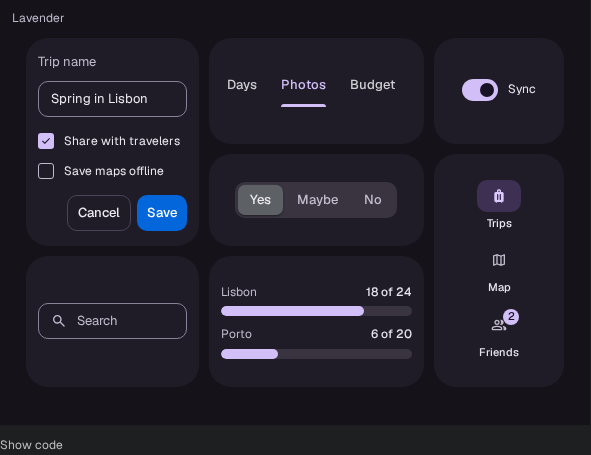 Lavender
Trip name
Spring in Lisbon
Share with travelers
Save maps offline
Cancel
Save
Days
Photos
Budget
Sync
Yes
Maybe
No
Trips
Map
2
Friends
Search
Lisbon
18 of 24
Porto
6 of 20
Show code